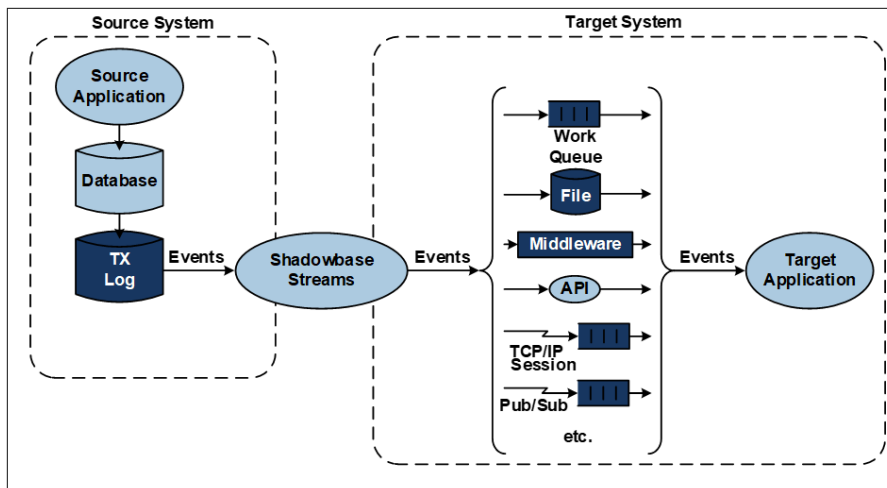 Source System
Target System
Source
Application
Database
TX
Log
Events
Shadowbase
Streams
Events
Work
Queue
File
Middleware
API
TCP/IP
Session
Pub/Sub
etc.
Events
Target
Application